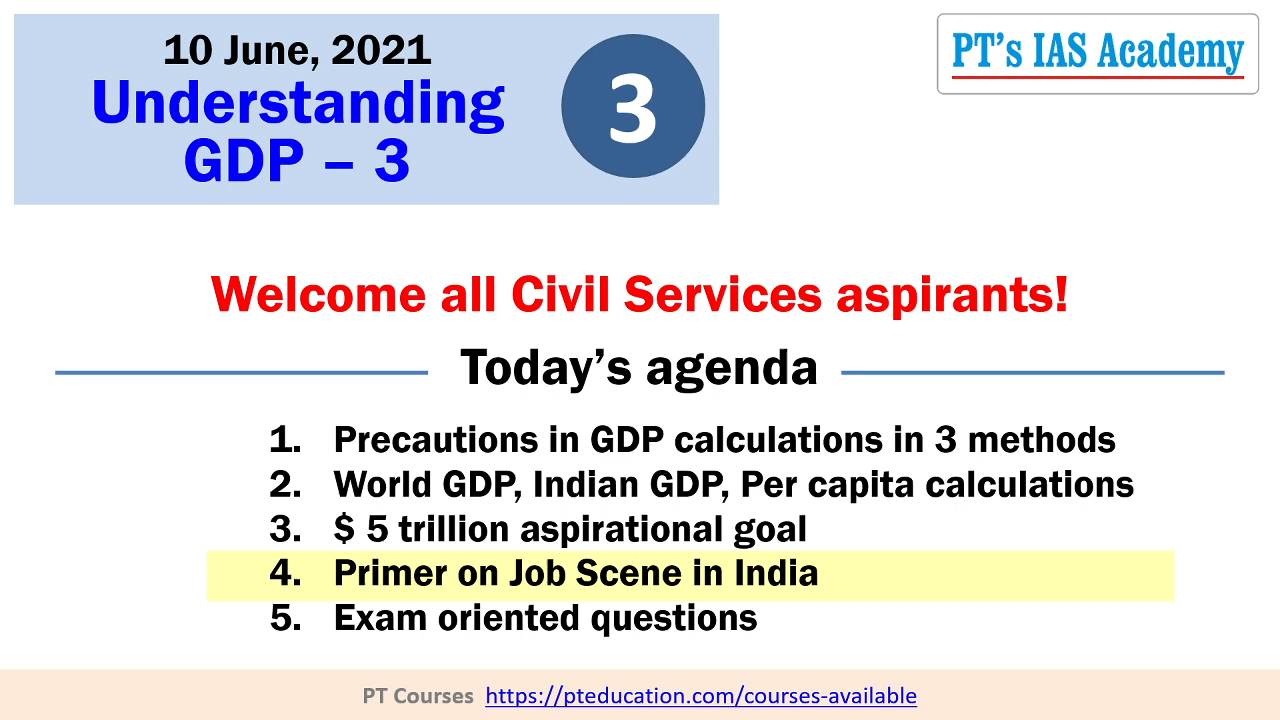 10 June, 2021
Understanding
GDP – 3
3
PT’s IAS Academy
Welcome all Civil Services aspirants!
Today’s agenda
1. Precautions in GDP calculations in 3 methods
2. World GDP, Indian GDP, Per capita calculations
3. $ 5 trillion aspirational goal
4. Primer on Job Scene in India
5. Exam oriented questions
PT Courses https://pteducation.com/courses-available